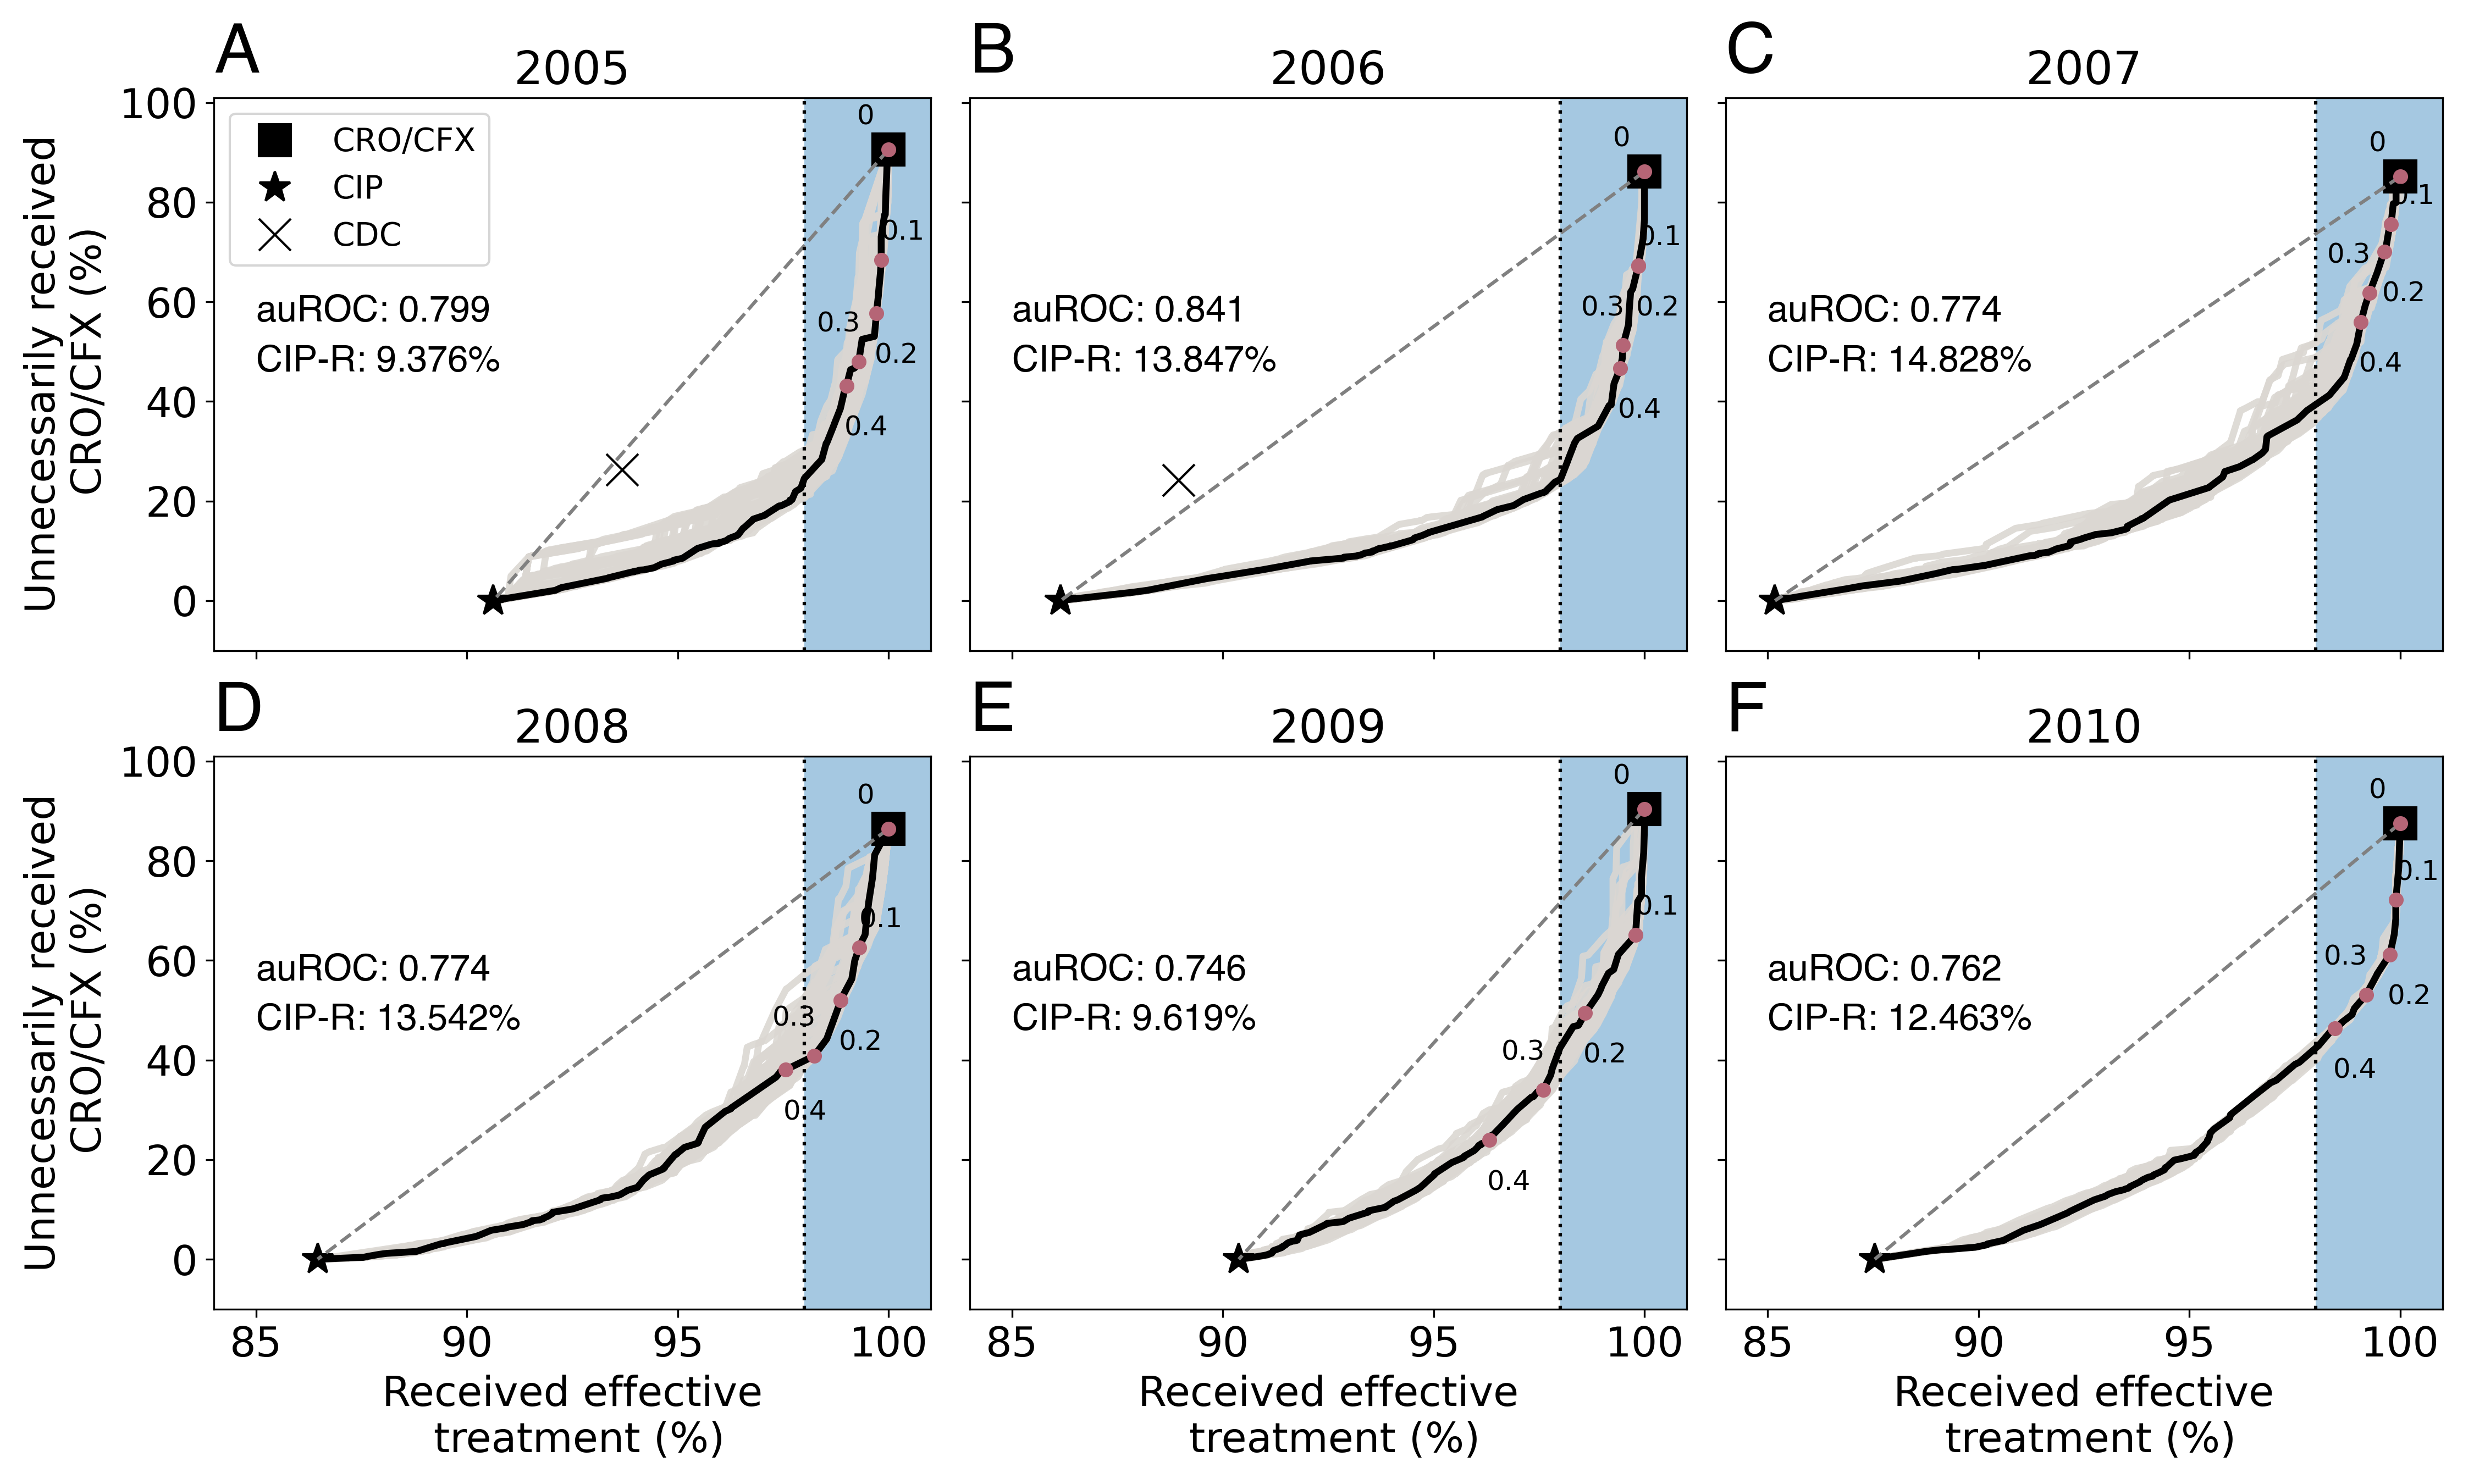 A
2005
B
2006
C
2007
Unnecessarily received
CRO/CFX (%)
100
80
60
40
20
0
CRO/CFX
CIP
CDC
auROC: 0.799
CIP-R: 9.376%
0
0.1
0.3
0.2
0.4
auROC: 0.841
CIP-R: 13.847%
0
0.1
0.3
0.2
0.4
auROC: 0.774
CIP-R: 14.828%
0
0.1
0.3
0.2
0.4
D
2008
E
2009
F
2010
Unnecessarily received
CRO/CFX (%)
100
80
60
40
20
0
auROC: 0.774
CIP-R: 13.542%
0
0.1
0.3
0.2
0.4
auROC: 0.746
CIP-R: 9.619%
0
0.1
0.3
0.2
0.4
auROC: 0.762
CIP-R: 12.463%
0
0.1
0.3
0.2
0.4
85 90 95 100
85 90 95 100
85 90 95 100
Received effective
treatment (%)
Received effective
treatment (%)
Received effective
treatment (%)